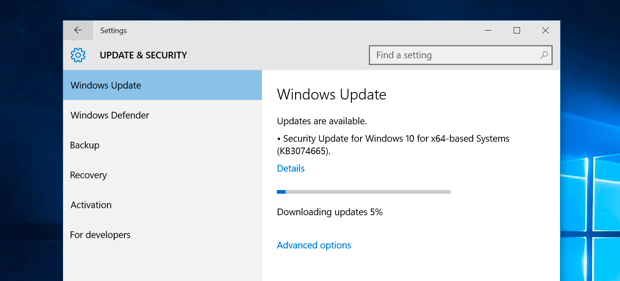 Settings
UPDATE & SECURITY
Find a setting
Windows Update
Windows Defender
Backup
Recovery
Activation
For developers
Windows Update
Updates are available.
• Security Update for Windows 10 for x64-based Systems
(KB3074665).
Details
Downloading updates 5%
Advanced options